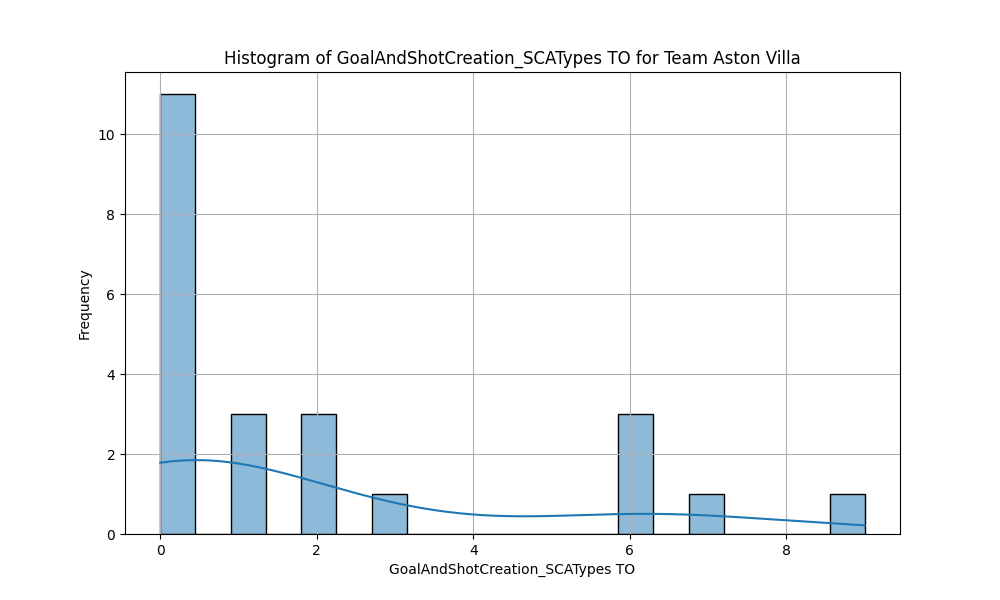 Histogram of GoalAndShotCreation_SCATypes TO for Team Aston Villa
10
8
6
4
2
0
Frequency
0 2 4 6 8
GoalAndShotCreation_SCATypes TO